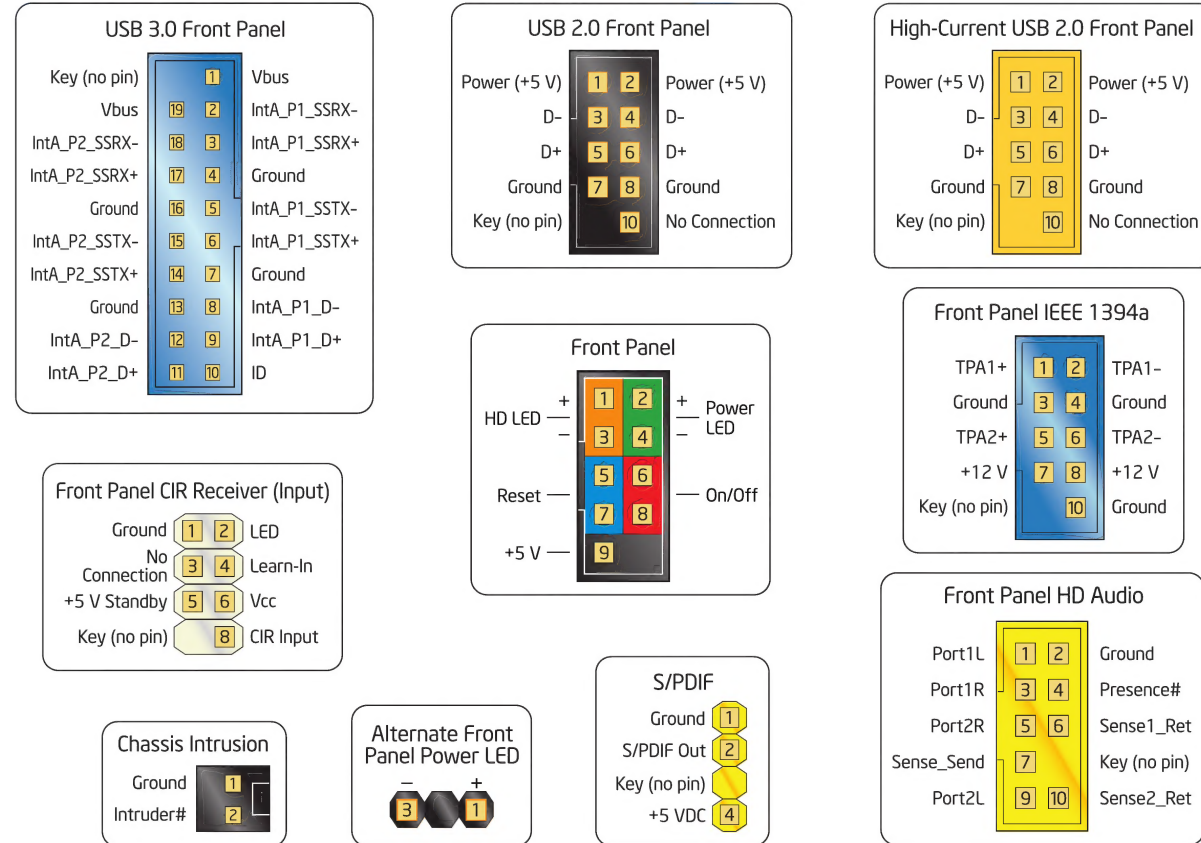 USB 3.0 Front Panel
Key (no pin) 1 Vbus
Vbus 19 2 IntA_P1_SSRX–
IntA_P2_SSRX– 18 3 IntA_P1_SSRX+
IntA_P2_SSRX+ 17 4 Ground
Ground 16 5 IntA_P1_SSTX–
IntA_P2_SSTX– 15 6 IntA_P1_SSTX+
IntA_P2_SSTX+ 14 7 Ground
Ground 13 8 IntA_P1_D–
IntA_P2_D– 12 9 IntA_P1_D+
IntA_P2_D+ 11 10 ID
USB 2.0 Front Panel
Power (+5 V) 1 2 Power (+5 V)
D– 3 4 D–
D+ 5 6 D+
Ground 7 8 Ground
Key (no pin) 10 No Connection
High-Current USB 2.0 Front Panel
Power (+5 V) 1 2 Power (+5 V)
D– 3 4 D–
D+ 5 6 D+
Ground 7 8 Ground
Key (no pin) 10 No Connection
Front Panel
+ 1 2 +
HD LED Power
LED
– 3 4 –
5 6
Reset On/Off
7 8
+5 V 9
Front Panel IEEE 1394a
TPA1+ 1 2 TPA1–
Ground 3 4 Ground
TPA2+ 5 6 TPA2–
+12 V 7 8 +12 V
Key (no pin) 10 Ground
Front Panel CIR Receiver (Input)
Ground 1 2 LED
No
Connection 3 4 Learn-In
+5 V Standby 5 6 Vcc
Key (no pin) 8 CIR Input
Front Panel HD Audio
Port1L 1 2 Ground
Port1R 3 4 Presence#
Port2R 5 6 Sense1_Ret
Sense_Send 7 Key (no pin)
Port2L 9 10 Sense2_Ret
Chassis Intrusion
Ground 1
Intruder# 2
Alternate Front
Panel Power LED
– +
3 1
S/PDIF
Ground 1
S/PDIF Out 2
Key (no pin)
+5 VDC 4